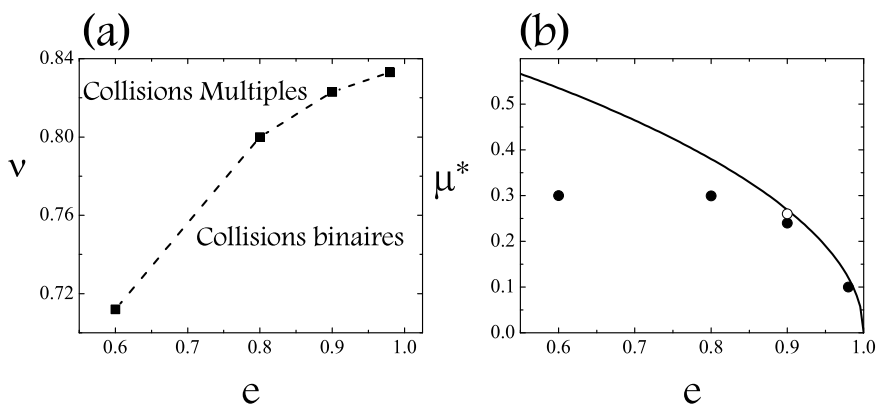 (a)
0.84
0.80
0.76
0.72
ν
Collisions Multiples
Collisions binaires
0.6 0.7 0.8 0.9 1.0
e
(b)
0.5
0.4
0.3
0.2
0.1
0.0
μ*
0.6 0.7 0.8 0.9 1.0
e